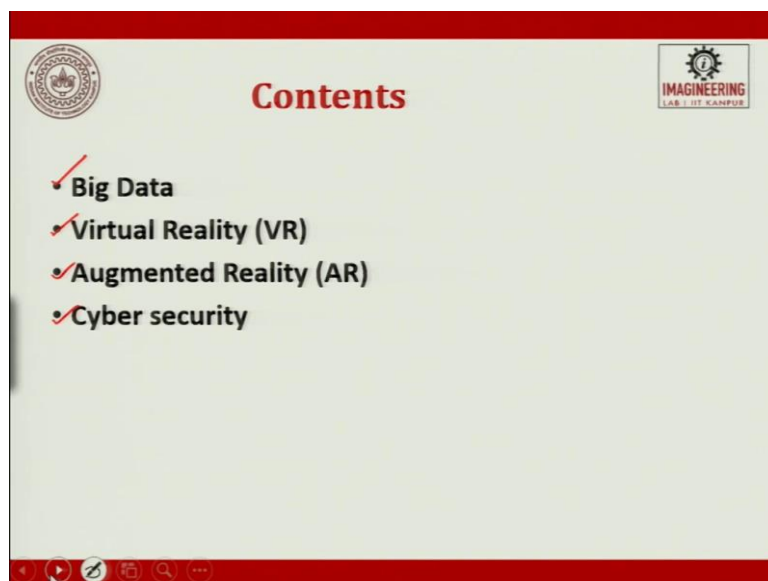 Contents
IMAGINEERING
LAB | IIT KANPUR
• Big Data
• Virtual Reality (VR)
• Augmented Reality (AR)
• Cyber security